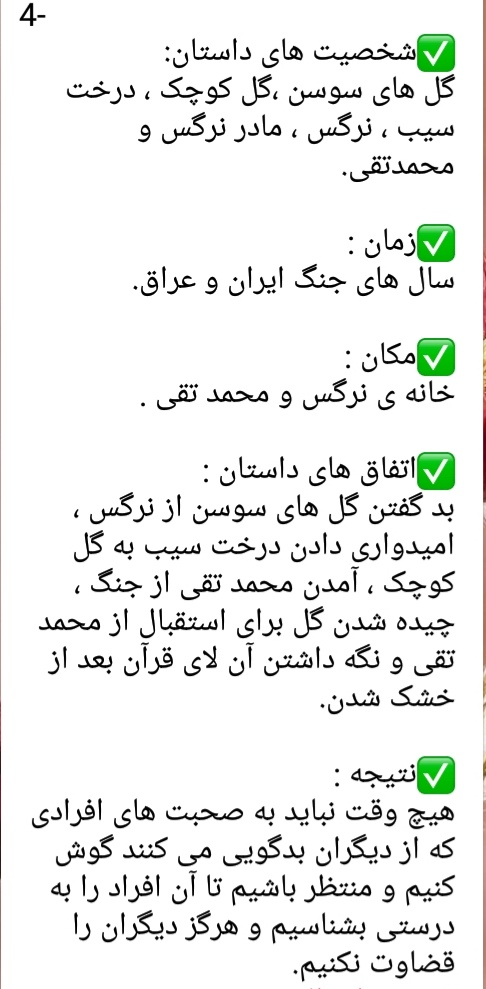 4-
✅شخصیت های داستان:
گل های سوسن ،گل کوچک ، درخت
سیب ، نرگس ، مادر نرگس و
محمدتقی.
✅زمان :
سال های جنگ ایران و عراق.
✅مکان :
خانه ی نرگس و محمد تقی .
✅اتفاق های داستان :
بد گفتن گل های سوسن از نرگس ،
امیدواری دادن درخت سیب به گل
کوچک ، آمدن محمد تقی از جنگ ،
چیده شدن گل برای استقبال از محمد
تقی و نگه داشتن آن لای قرآن بعد از
خشک شدن.
✅نتیجه :
هیچ وقت نباید به صحبت های افرادی
که از دیگران بدگویی می کنند گوش
کنیم و منتظر باشیم تا آن افراد را به
درستی بشناسیم و هرگز دیگران را
قضاوت نکنیم.